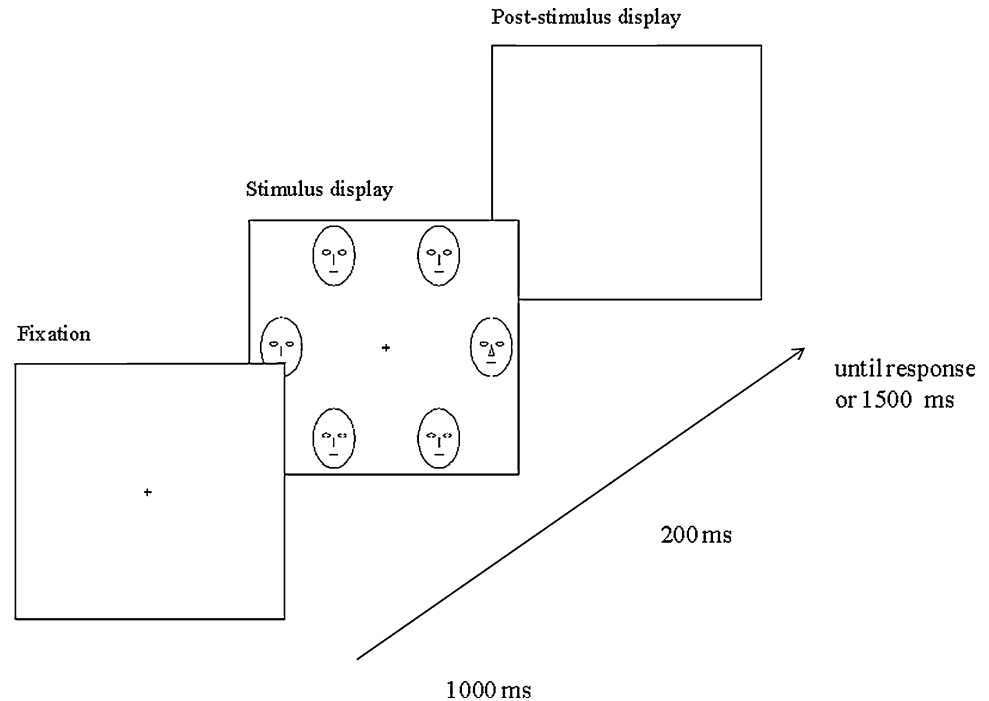 Post-stimulus display
Stimulus display
Fixation
until response
or 1500 ms
200 ms
1000 ms